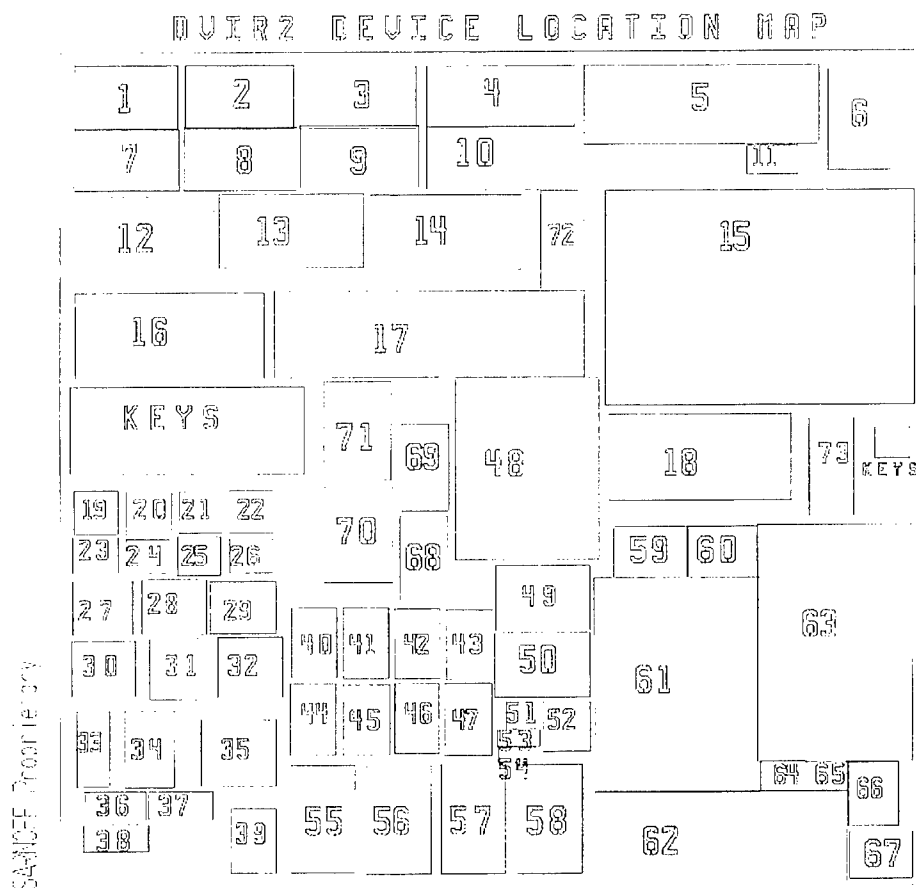 DVIR2 DEVICE LOCATION MAP
1 2 3 4 5 6
7 8 9 10 11
12 13 14 72 15
16 17
KEYS 71 69 48 18 73 KEYS
19 20 21 22
70 68 59 60
23 24 25 26
27 28 29 49 63
30 31 32 40 41 42 43 50 61
33 34 35 44 45 46 47 51 52
53
54 64 65 66
36 37
38 39 55 56 57 58 62 67
SARNOFF Proprietary